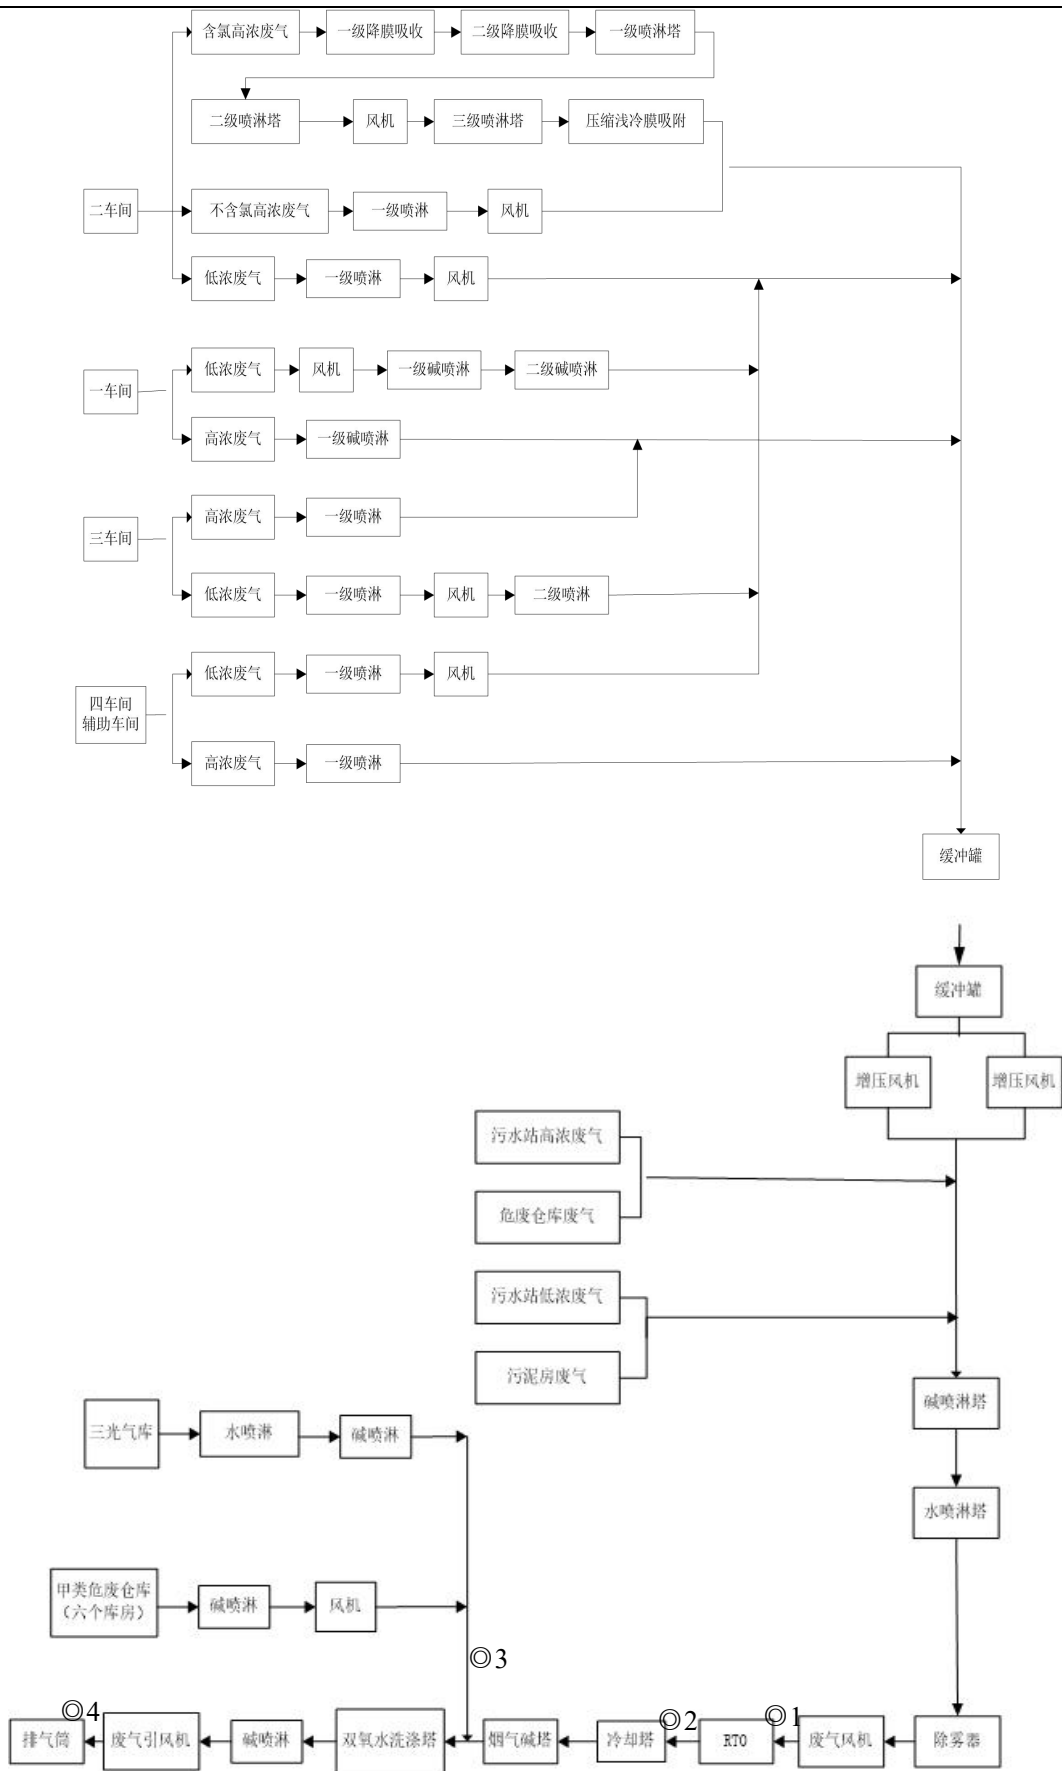 含氯高浓废气
一级降膜吸收
二级降膜吸收
一级喷淋塔
二级喷淋塔
风机
三级喷淋塔
压缩浅冷膜吸附
二车间
不含氯高浓废气
一级喷淋
风机
低浓废气
一级喷淋
风机
一车间
低浓废气
风机
一级碱喷淋
二级碱喷淋
高浓废气
一级碱喷淋
三车间
高浓废气
一级喷淋
低浓废气
一级喷淋
风机
二级喷淋
四车间
辅助车间
低浓废气
一级喷淋
风机
高浓废气
一级喷淋
缓冲罐
缓冲罐
增压风机
增压风机
污水站高浓废气
危废仓库废气
污水站低浓废气
污泥房废气
碱喷淋塔
三光气库
水喷淋
碱喷淋
水喷淋塔
甲类危废仓库
（六个库房）
碱喷淋
风机
◎3
◎4
◎2
◎1
排气筒
废气引风机
碱喷淋
双氧水洗涤塔
烟气碱塔
冷却塔
RTO
废气风机
除雾器